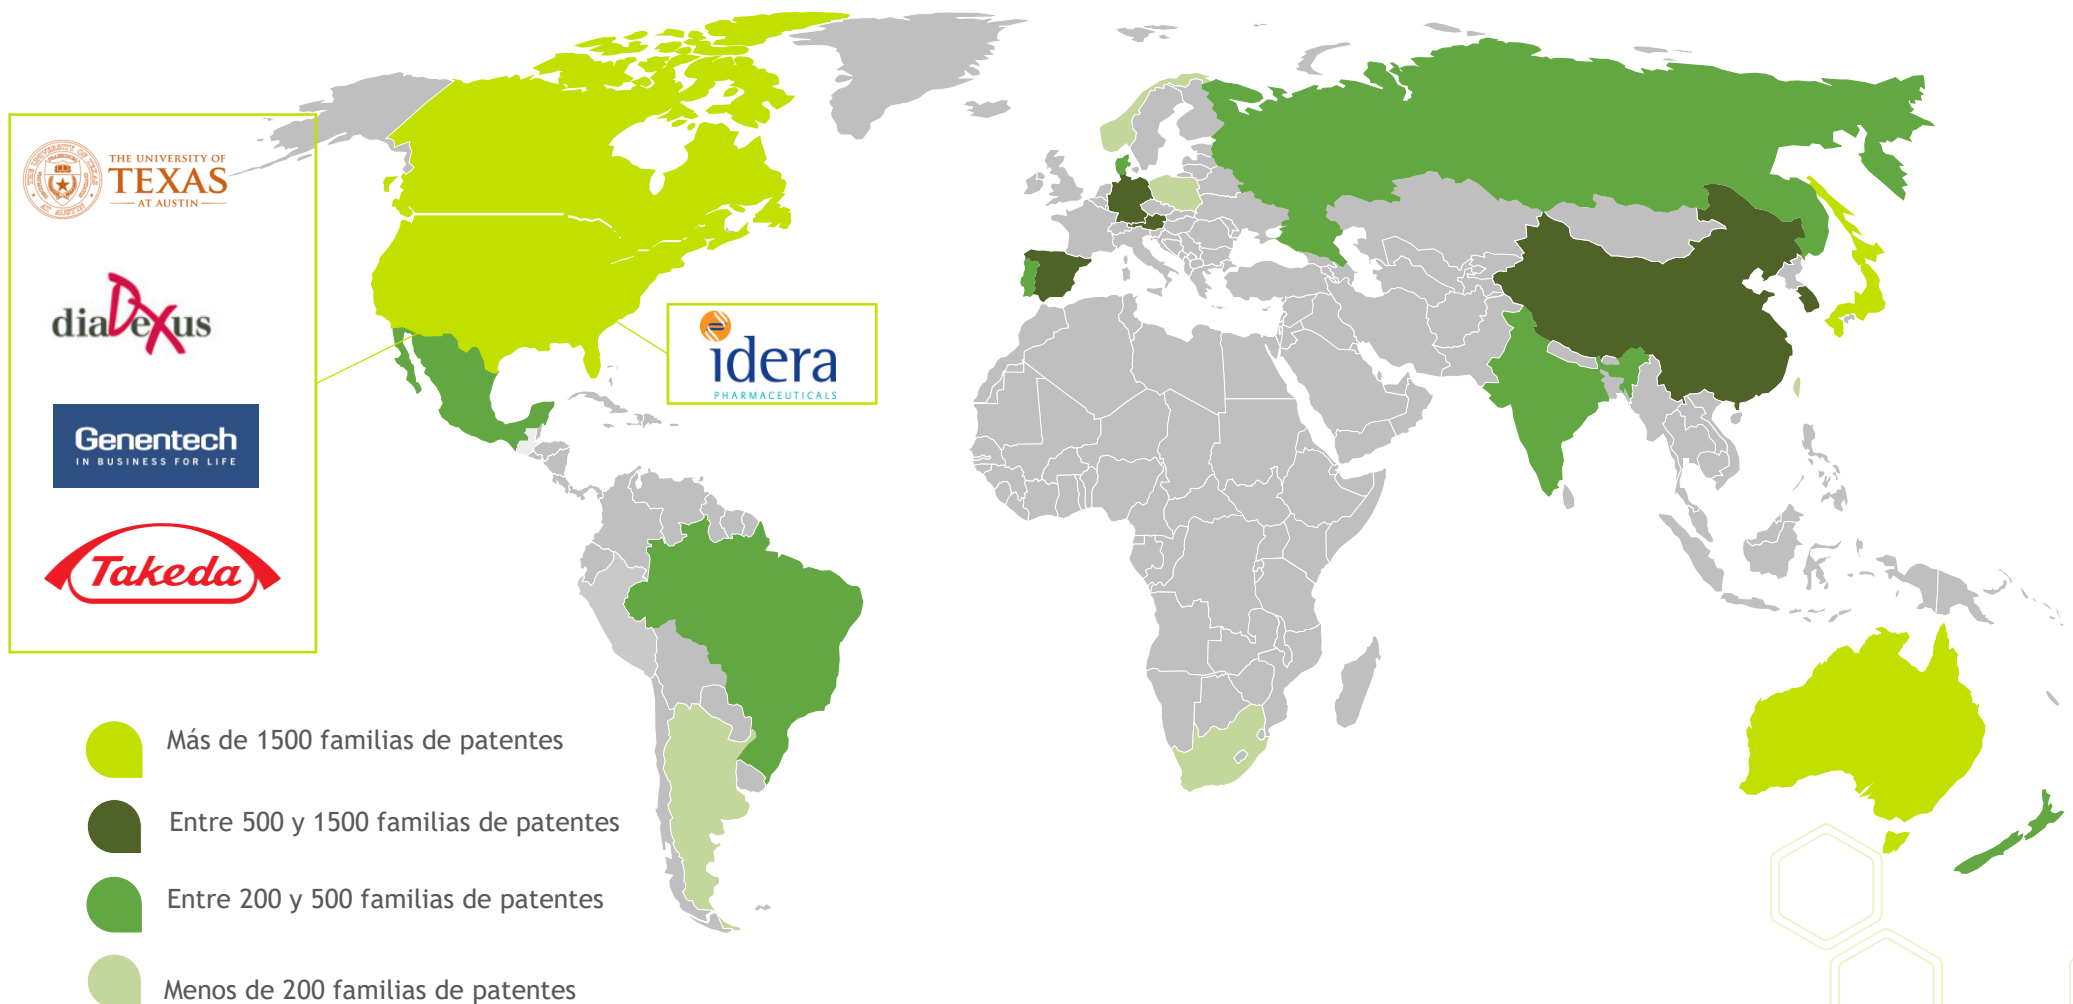 THE UNIVERSITY OF
TEXAS
AT AUSTIN
diaDexus
Genentech
IN BUSINESS FOR LIFE
Takeda
idera
PHARMACEUTICALS
Más de 1500 familias de patentes
Entre 500 y 1500 familias de patentes
Entre 200 y 500 familias de patentes
Menos de 200 familias de patentes